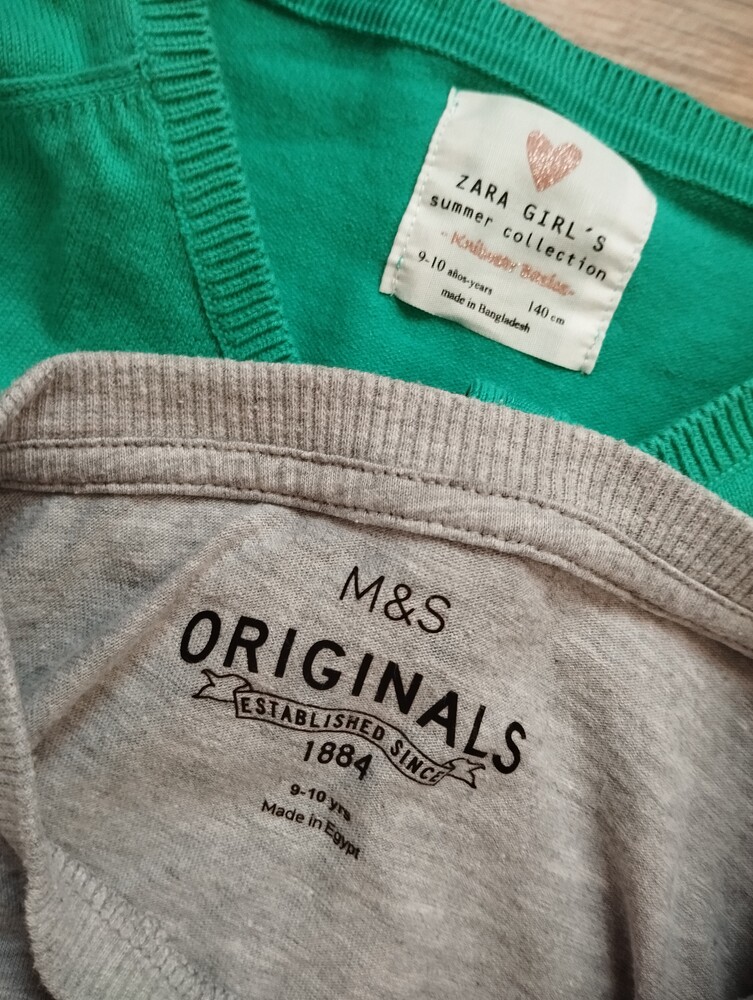 ZARA GIRL´S
summer collection
- Knitwear Basics -
9-10 años-years 140 cm
made in Bangladesh
M&S
ORIGINALS
ESTABLISHED SINCE
1884
9-10 yrs
Made in Egypt